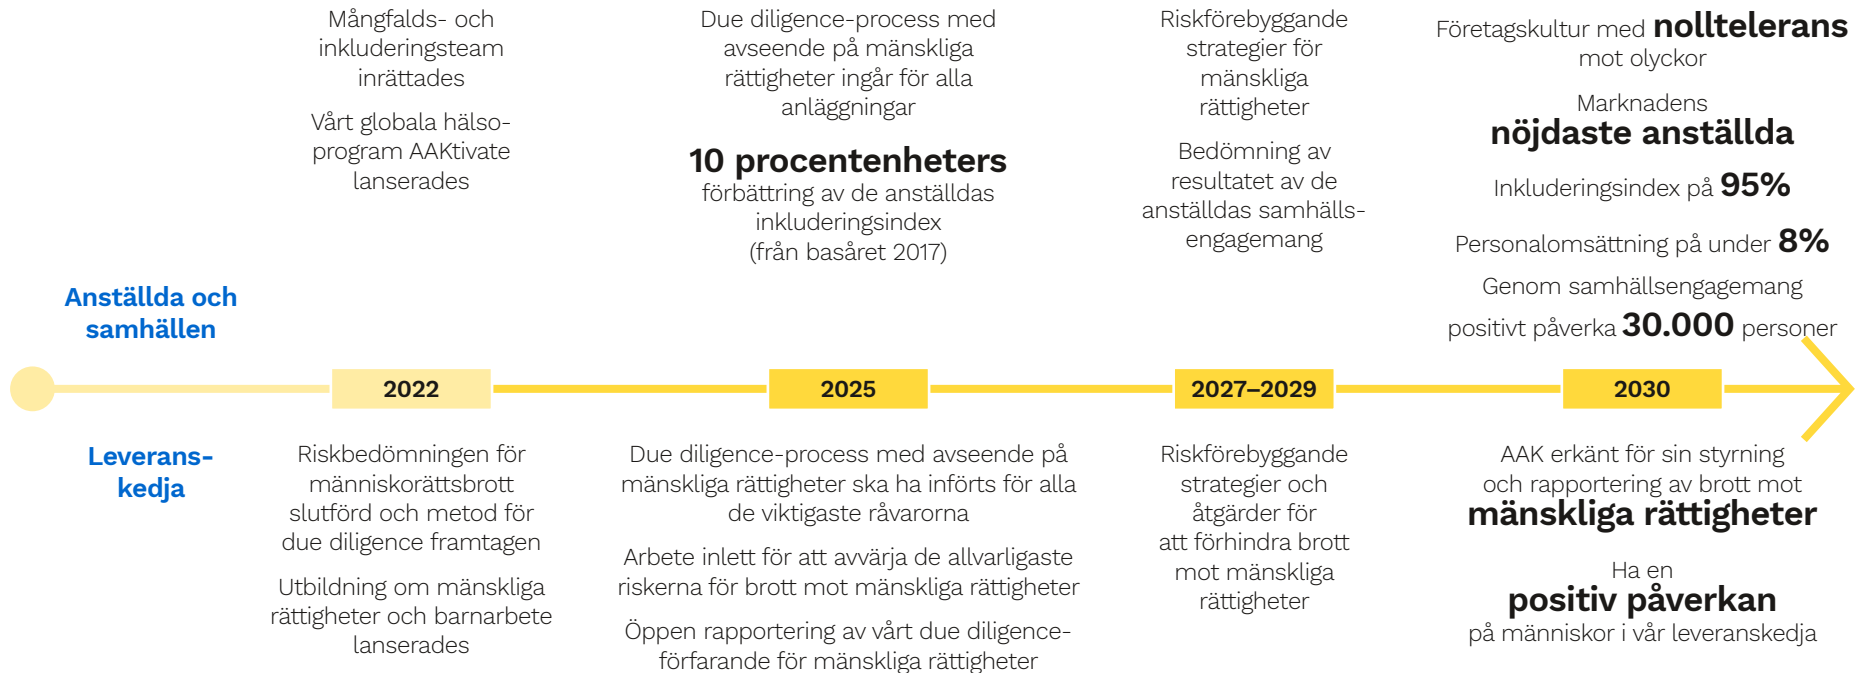 Mångfalds- och
inkluderingsteam
inrättades
Vårt globala hälso-
program AAKtivate
lanserades
Due diligence-process med
avseende på mänskliga
rättigheter ingår för alla
anläggningar
10 procentenheters
förbättring av de anställdas
inkluderingsindex
(från basåret 2017)
Riskförebyggande
strategier för
mänskliga
rättigheter
Bedömning av
resultatet av de
anställdas samhälls-
engagemang
Företagskultur med nolltelerans
mot olyckor
Marknadens
nöjdaste anställda
Inkluderingsindex på 95%
Personalomsättning på under 8%
Genom samhällsengagemang
positivt påverka 30.000 personer
Anställda och
samhällen
2022
2025
2027–2029
2030
Leverans-
kedja
Riskbedömningen för
människorättsbrott
slutförd och metod för
due diligence framtagen
Utbildning om mänskliga
rättigheter och barnarbete
lanserades
Due diligence-process med avseende på
mänskliga rättigheter ska ha införts för alla
de viktigaste råvarorna
Arbete inlett för att avvärja de allvarligaste
riskerna för brott mot mänskliga rättigheter
Öppen rapportering av vårt due diligence-
förfarande för mänskliga rättigheter
Riskförebyggande
strategier och
åtgärder för
att förhindra brott
mot mänskliga
rättigheter
AAK erkänt för sin styrning
och rapportering av brott mot
mänskliga rättigheter
Ha en
positiv påverkan
på människor i vår leveranskedja